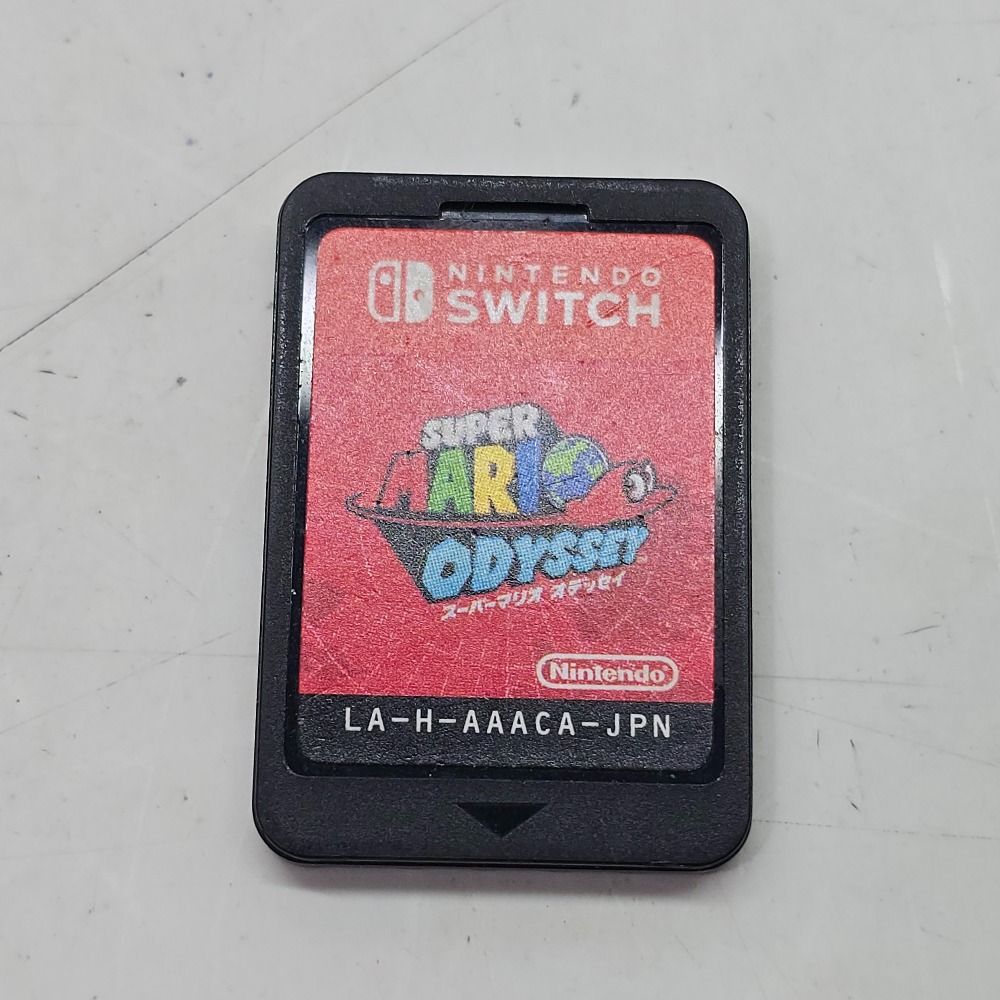 NINTENDO
SWITCH
SUPER
MARIO
ODYSSEY
スーパーマリオ オデッセイ
Nintendo
LA-H-AAACA-JPN